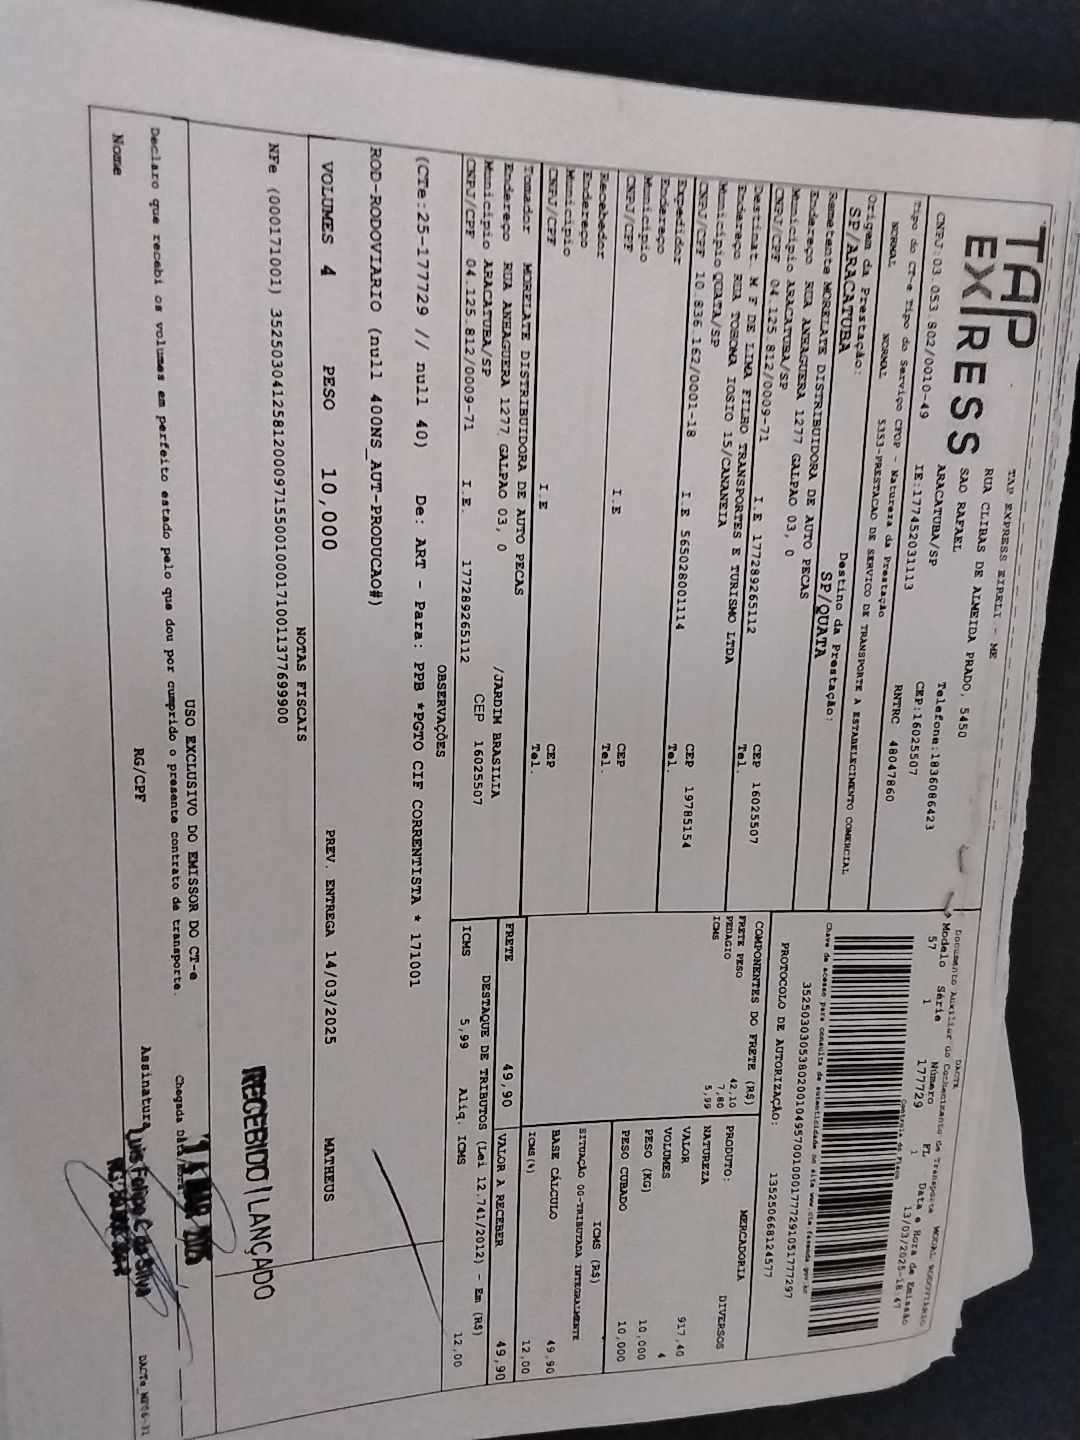 TAP
EXPRESS
TAP EXPRESS EIRELI - ME
RUA CLIBAS DE ALMEIDA PRADO, 5450
SAO RAFAEL
ARACATUBA/SP
Telefone:1836086423
CNPJ:03.053.802/0010-49
IE:177452031113
CEP:16025507
Tipo do CT-e Tipo do Serviço CFOP - Natureza da Prestação
RNTRC 48047860
NORMAL NORMAL 5353-PRESTACAO DE SERVICO DE TRANSPORTE A ESTABELECIMENTO COMERCIAL
Origem da Prestação:
SP/ARACATUBA
Destino da Prestação:
SP/QUATA
Remetente MORELATE DISTRIBUIDORA DE AUTO PECAS
Endereço RUA ANHAGUERA 1277 GALPAO 03, 0
Município ARACATUBA/SP
CEP 16025507
CNPJ/CPF 04.125.812/0009-71 I.E 177289265112 Tel.
Destinat. M F DE LIMA FILHO TRANSPORTES E TURISMO LTDA
Endereço RUA TOHOMA IOSIO 15/CANANEIA
Município QUATA/SP
CEP 19785154
CNPJ/CPF 10.836.162/0001-18 I.E 565028001114 Tel.
Expedidor
Endereço
Município
CEP
CNPJ/CPF I.E Tel.
Recebedor
Endereço
Município
CEP
CNPJ/CPF I.E Tel.
Tomador MORELATE DISTRIBUIDORA DE AUTO PECAS
Endereço RUA ANHAGUERA 1277 GALPAO 03, 0 /JARDIM BRASILIA
Município ARACATUBA/SP
CEP 16025507
CNPJ/CPF 04.125.812/0009-71 I.E. 177289265112
DACTE
Documento Auxiliar do Conhecimento de Transporte MODAL RODOVIARIO
Modelo Série Número FL Data e Hora de Emissão
57 1 177729 1 13/03/2025-18:47
Controle do Fisco
Chave de acesso para consulta de autenticidade no site www.cte.fazenda.gov.br
PROTOCOLO DE AUTORIZAÇÃO:
135250668124577
COMPONENTES DO FRETE (R$)
FRETE PESO 42,10
PEDAGIO 7,80
ICMS 5,99
PRODUTO: MERCADORIA
NATUREZA DIVERSOS
VALOR 917,40
VOLUMES 4
PESO (KG) 10,000
PESO CUBADO 10,000
ICMS (R$)
SITUAÇÃO 00-TRIBUTADA INTEGRALMENTE
BASE CÁLCULO 49,90
ICMS(%) 12,00
FRETE 49,90
VALOR A RECEBER 49,90
DESTAQUE DE TRIBUTOS (Lei 12.741/2012) - Em (R$)
ICMS 5,99 Aliq. ICMS 12,00
OBSERVAÇÕES
(CTe:25-177729 // null 40) De: ART - Para: PPB *PGTO CIF CORRENTISTA * 171001
ROD-RODOVIARIO (null 400NS_AUT-PRODUCAO#)
VOLUMES 4 PESO 10,000 PREV. ENTREGA 14/03/2025 MATHEUS
NOTAS FISCAIS
NFe (000171001) 35250304125812000971550010001710011377699900
RECEBIDO|LANÇADO
USO EXCLUSIVO DO EMISSOR DO CT-e
Declaro que recebi os volumes em perfeito estado pelo que dou por cumprido o presente contrato de transporte.
Nome RG/CPF Assinatura
Luis Felipe C da Silva